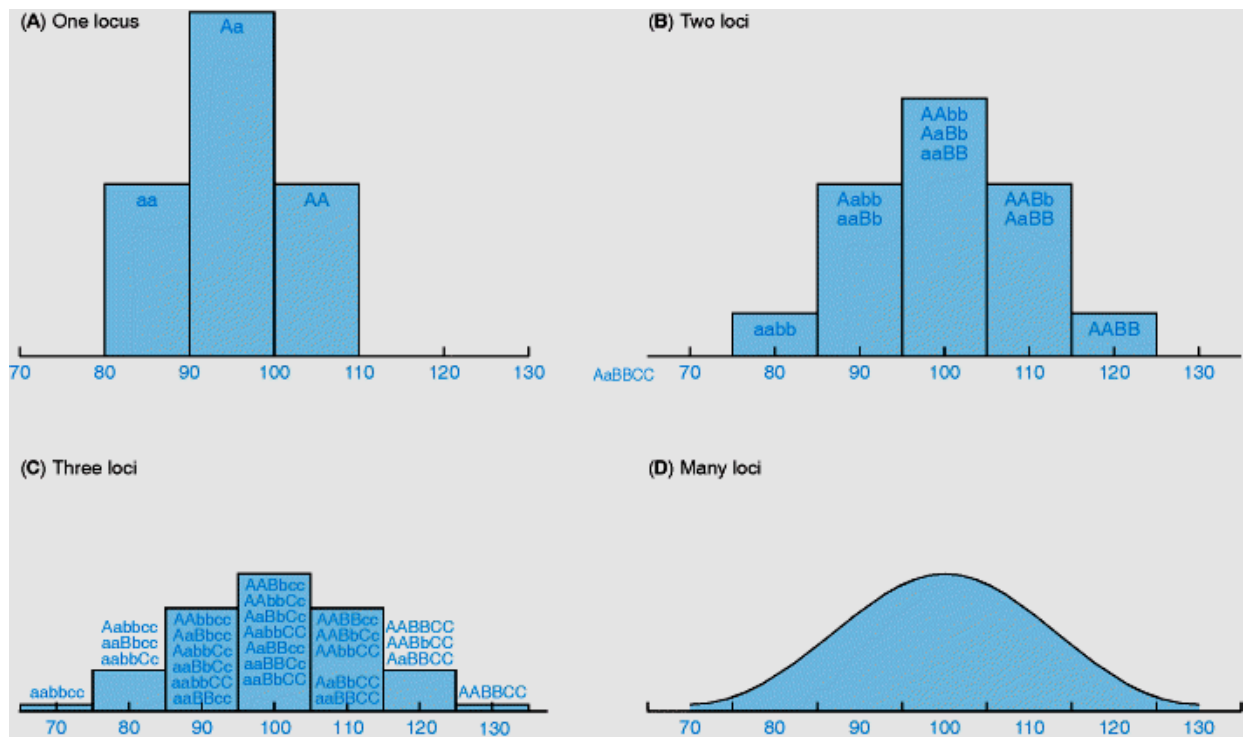 (A) One locus
Aa
aa
AA
70 80 90 100 110 120 130
(B) Two loci
AAbb
AaBb
aaBB
Aabb
aaBb
AABb
AaBB
aabb
AABB
AaBBCC 70 80 90 100 110 120 130
(C) Three loci
aabbcc
Aabbcc
aaBbcc
aabbCc
AAbbcc
AaBbcc
AabbCc
aaBbCc
aabbCC
aaBBcc
AABbcc
AAbbCc
AaBbCc
AabbCC
AaBBcc
aaBBCc
aaBbCC
AABBcc
AABbCc
AAbbCC
AaBbCC
aaBBCC
AABBCC
AABbCC
AaBBCC
AABBCC
70 80 90 100 110 120 130
(D) Many loci
70 80 90 100 110 120 130